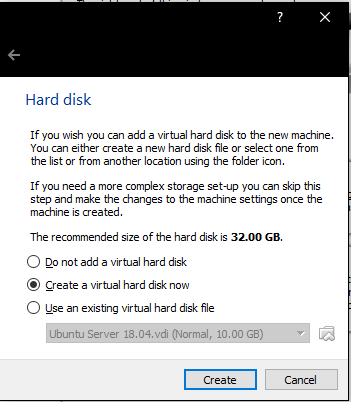 Hard disk
If you wish you can add a virtual hard disk to the new machine.
You can either create a new hard disk file or select one from
the list or from another location using the folder icon.
If you need a more complex storage set-up you can skip this
step and make the changes to the machine settings once the
machine is created.
The recommended size of the hard disk is 32.00 GB.
Do not add a virtual hard disk
Create a virtual hard disk now
Use an existing virtual hard disk file
Ubuntu Server 18.04.vdi (Normal, 10.00 GB)
Create Cancel